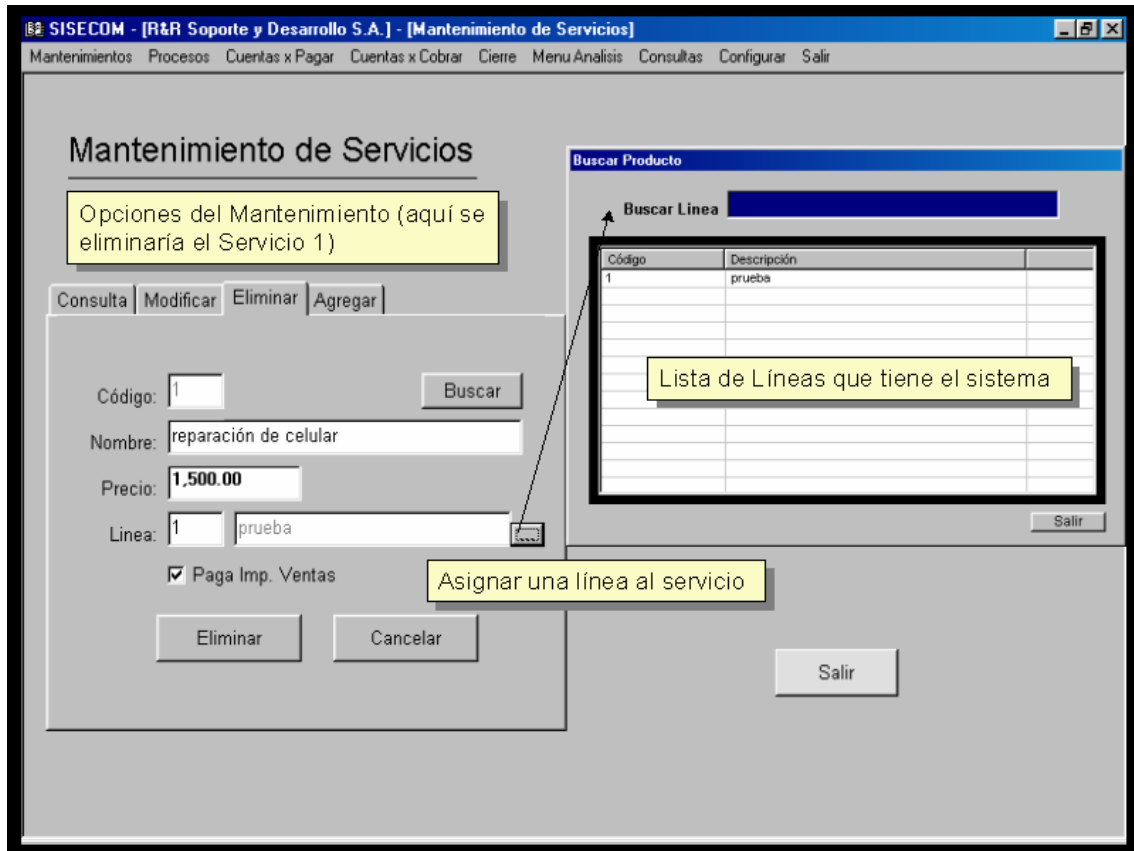 SISECOM - [R&R Soporte y Desarrollo S.A.] - [Mantenimiento de Servicios]
Mantenimientos Procesos Cuentas x Pagar Cuentas x Cobrar Cierre Menu Analisis Consultas Configurar Salir
Mantenimiento de Servicios
Opciones del Mantenimiento (aquí se
eliminaría el Servicio 1)
Consulta Modificar Eliminar Agregar
Código: 1 Buscar
Nombre: reparación de celular
Precio: 1,500.00
Linea: 1 prueba
Paga Imp. Ventas
Asignar una línea al servicio
Eliminar Cancelar
Buscar Producto
Buscar Linea
Código Descripción
1 prueba
Lista de Líneas que tiene el sistema
Salir
Salir